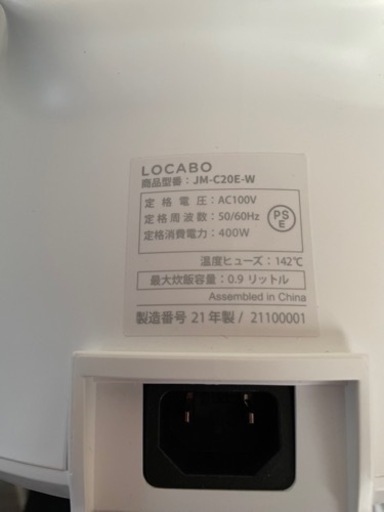 LOCABO
商品型番：JM-C20E-W
定格電圧：AC100V
定格周波数：50/60Hz
定格消費電力：400W
PS
E
温度ヒューズ：142℃
最大炊飯容量：0.9 リットル
Assembled in China
製造番号 21年製 / 21100001